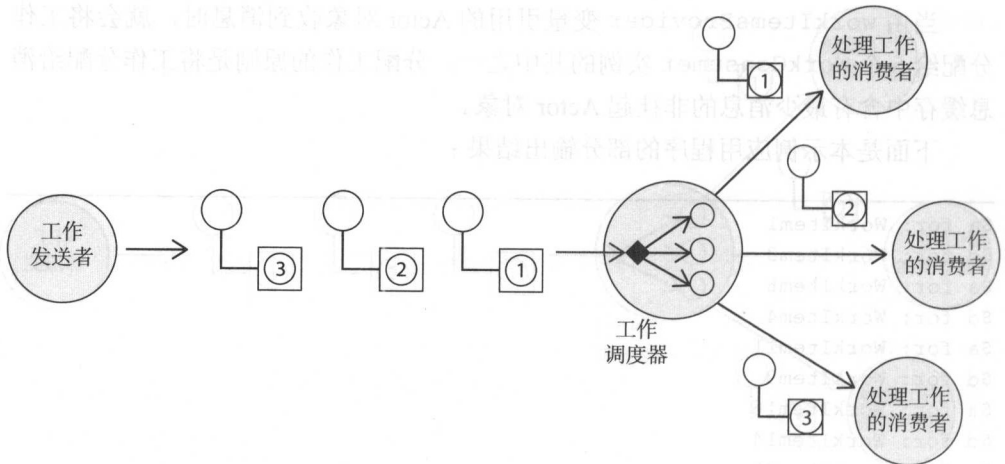 处理工作
的消费者
①
②
工作
发送者
③
②
①
处理工作
的消费者
工作
调度器
③
处理工作
的消费者